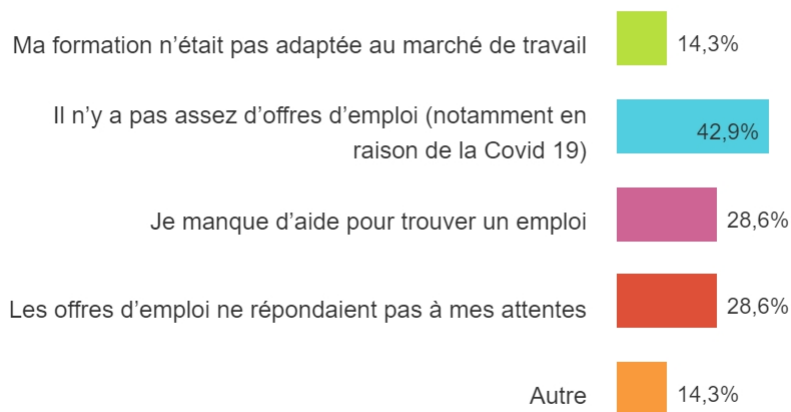 Ma formation n’était pas adaptée au marché de travail 14,3%
Il n’y a pas assez d’offres d’emploi (notamment en
raison de la Covid 19) 42,9%
Je manque d’aide pour trouver un emploi 28,6%
Les offres d’emploi ne répondaient pas à mes attentes 28,6%
Autre 14,3%